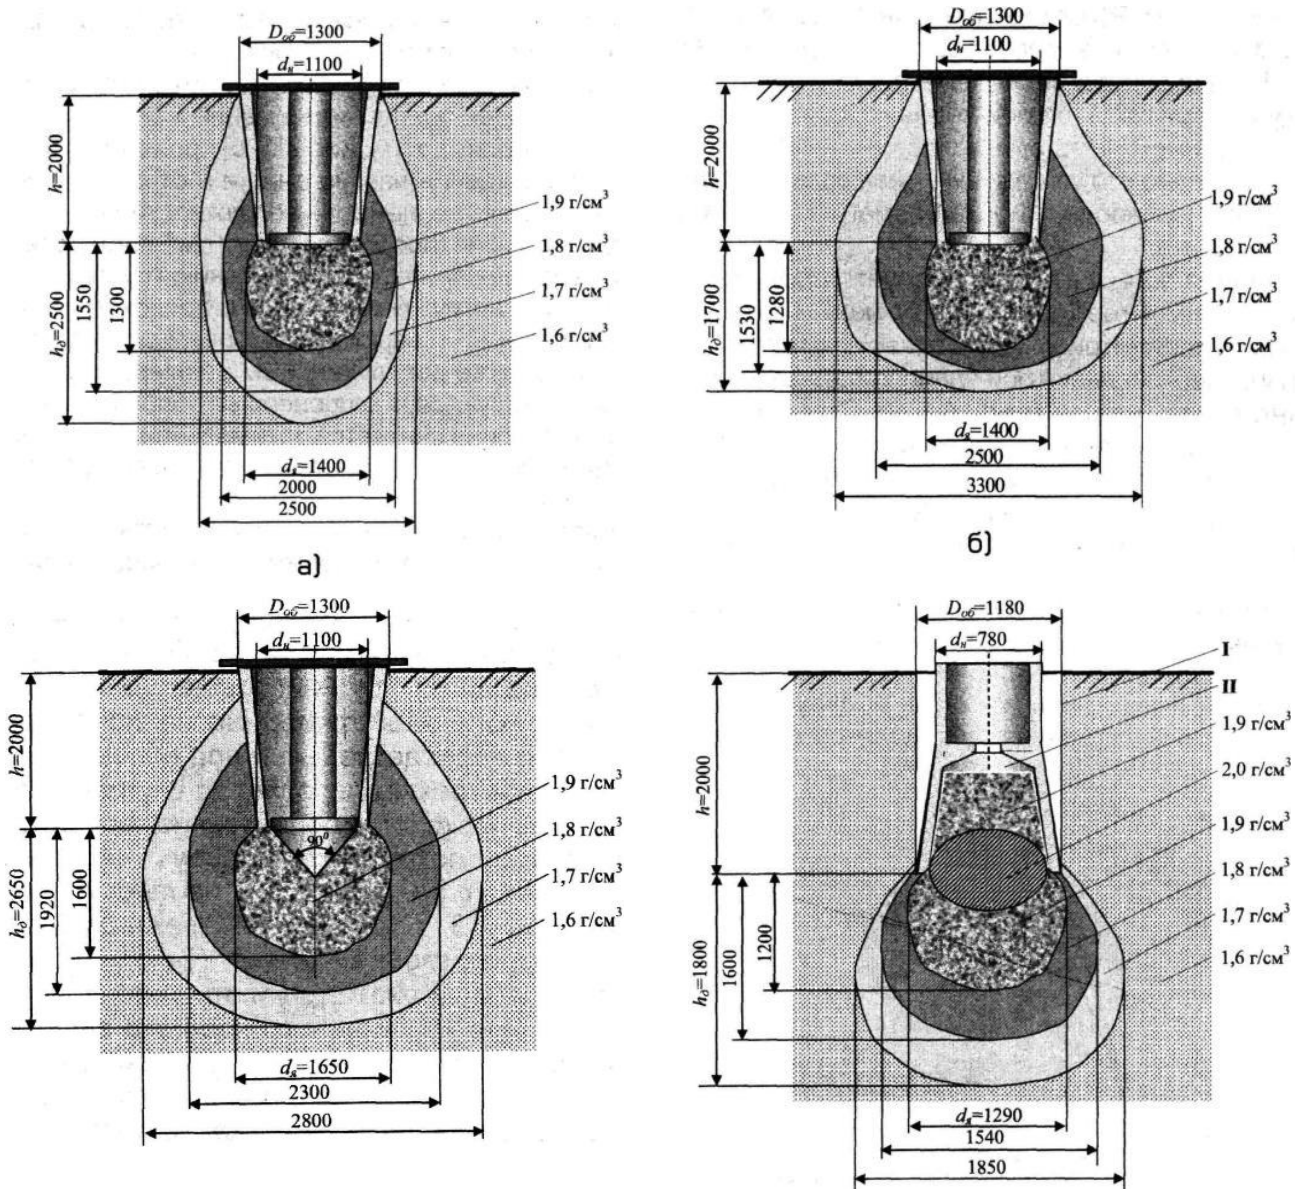 D_об=1300
d_н=1100
h=2000
h_д=2500
1550
1300
1,9 г/см³
1,8 г/см³
1,7 г/см³
1,6 г/см³
d_я=1400
2000
2500
а)
D_об=1300
d_н=1100
h=2000
h_д=1700
1530
1280
1,9 г/см³
1,8 г/см³
1,7 г/см³
1,6 г/см³
d_я=1400
2500
3300
б)
D_об=1300
d_н=1100
h=2000
h_д=2650
1920
1600
90⁰
1,9 г/см³
1,8 г/см³
1,7 г/см³
1,6 г/см³
d_я=1650
2300
2800
D_об=1180
d_н=780
I
II
h=2000
h_д=1800
1600
1200
1,9 г/см³
2,0 г/см³
1,9 г/см³
1,8 г/см³
1,7 г/см³
1,6 г/см³
d_я=1290
1540
1850